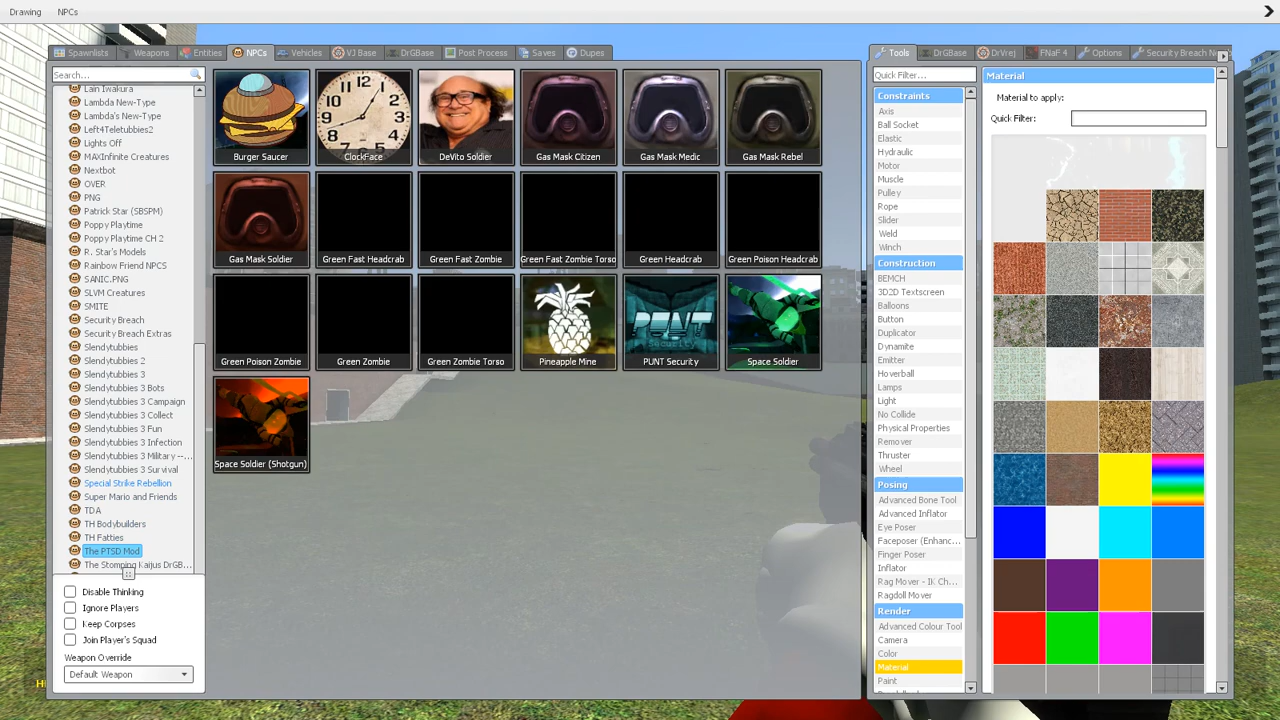 Drawing NPCs
Spawnlists Weapons Entities NPCs Vehicles VJ Base DrGBase Post Process Saves Dupes
Search...
Lain Iwakura
Lambda New-Type
Lambda's New-Type
Left4Teletubbies2
Lights Off
MAXInfinite Creatures
Nextbot
OVER
PNG
Patrick Star (SBSPM)
Poppy Playtime
Poppy Playtime CH 2
R. Star's Models
Rainbow Friend NPCS
SANIC.PNG
SLVM Creatures
SMITE
Security Breach
Security Breach Extras
Slendytubbies
Slendytubbies 2
Slendytubbies 3
Slendytubbies 3 Bots
Slendytubbies 3 Campaign
Slendytubbies 3 Collect
Slendytubbies 3 Fun
Slendytubbies 3 Infection
Slendytubbies 3 Military --...
Slendytubbies 3 Survival
Special Strike Rebellion
Super Mario and Friends
TDA
TH Bodybuilders
TH Fatties
The PTSD Mod
The Stomping Kaijus DrGB...
Disable Thinking
Ignore Players
Keep Corpses
Join Player's Squad
Weapon Override
Default Weapon
Burger Saucer
ClockFace
DeVito Soldier
Gas Mask Citizen
Gas Mask Medic
Gas Mask Rebel
Gas Mask Soldier
Green Fast Headcrab
Green Fast Zombie
Green Fast Zombie Torso
Green Headcrab
Green Poison Headcrab
Green Poison Zombie
Green Zombie
Green Zombie Torso
Pineapple Mine
PUNT
Security
PUNT Security
Space Soldier
Space Soldier (Shotgun)
Tools DrGBase DrVrej FNaF 4 Options Security Breach
Quick Filter...
Constraints
Axis
Ball Socket
Elastic
Hydraulic
Motor
Muscle
Pulley
Rope
Slider
Weld
Winch
Construction
BEMCH
3D2D Textscreen
Balloons
Button
Duplicator
Dynamite
Emitter
Hoverball
Lamps
Light
No Collide
Physical Properties
Remover
Thruster
Wheel
Posing
Advanced Bone Tool
Advanced Inflator
Eye Poser
Faceposer (Enhanc...
Finger Poser
Inflator
Rag Mover - IK Ch...
Ragdoll Mover
Render
Advanced Colour Tool
Camera
Color
Material
Paint
Material
Material to apply:
Quick Filter: